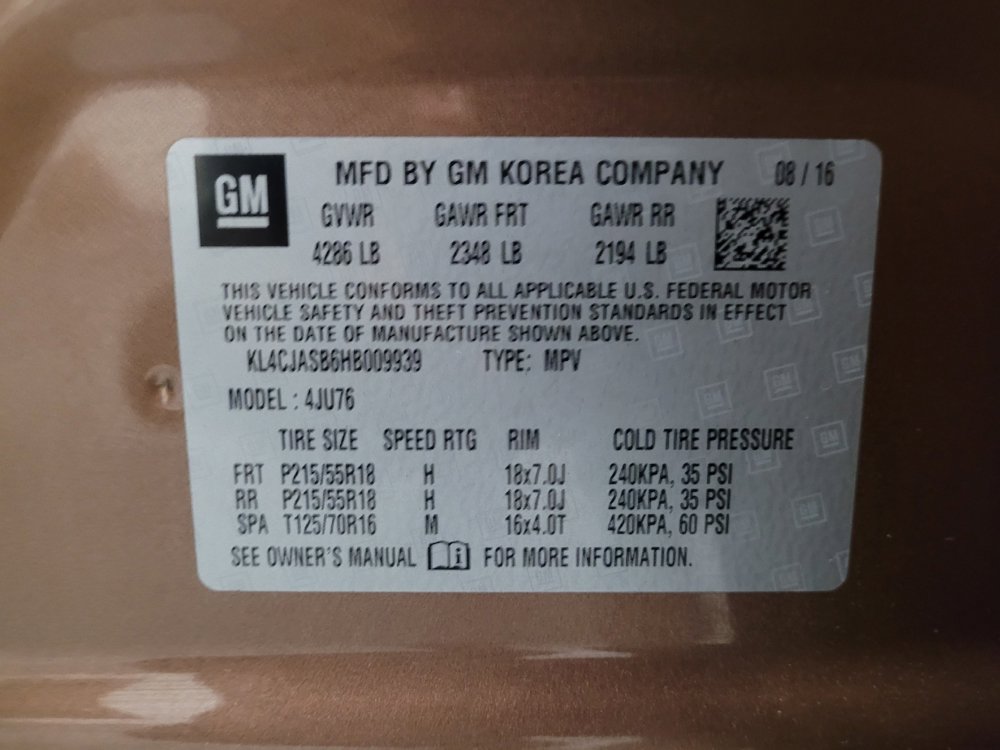 GM
MFD BY GM KOREA COMPANY 08 / 16
GVWR GAWR FRT GAWR RR
4286 LB 2348 LB 2194 LB
THIS VEHICLE CONFORMS TO ALL APPLICABLE U.S. FEDERAL MOTOR
VEHICLE SAFETY AND THEFT PREVENTION STANDARDS IN EFFECT
ON THE DATE OF MANUFACTURE SHOWN ABOVE.
KL4CJASB6HB009939 TYPE: MPV
MODEL : 4JU76
TIRE SIZE SPEED RTG RIM COLD TIRE PRESSURE
FRT P215/55R18 H 18x7.0J 240KPA, 35 PSI
RR P215/55R18 H 18x7.0J 240KPA, 35 PSI
SPA T125/70R16 M 16x4.0T 420KPA, 60 PSI
SEE OWNER'S MANUAL i FOR MORE INFORMATION.